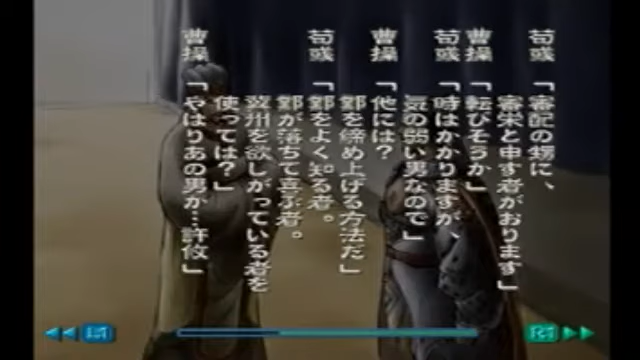 荀彧「審配の甥に、
審栄と申す者がおります」
曹操「転びそうか」
荀彧「時はかかりますが、
気の弱い男なので」
曹操「他には?
鄴を締め上げる方法だ」
荀彧「鄴をよく知る者。
鄴が落ちて喜ぶ者。
冀州を欲しがっている者を
使っては?」
曹操「やはりあの男か…許攸」
L1
R1